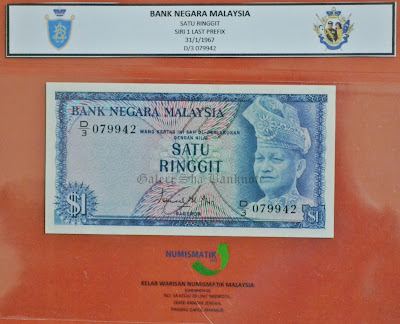 BANK NEGARA MALAYSIA
SATU RINGGIT
SIRI 1 LAST PREFIX
31/1/1967
D/3 079942
BANK NEGARA MALAYSIA
D/3 079942
WANG KERTAS INI SAH DI-PERLAKUKAN
DENGAN NILAI
SATU
RINGGIT
Galeri Sha Banknote
GABENOR
D/3 079942
$1
$1
NUMISMATIK
KELAB WARISAN NUMISMATIK MALAYSIA